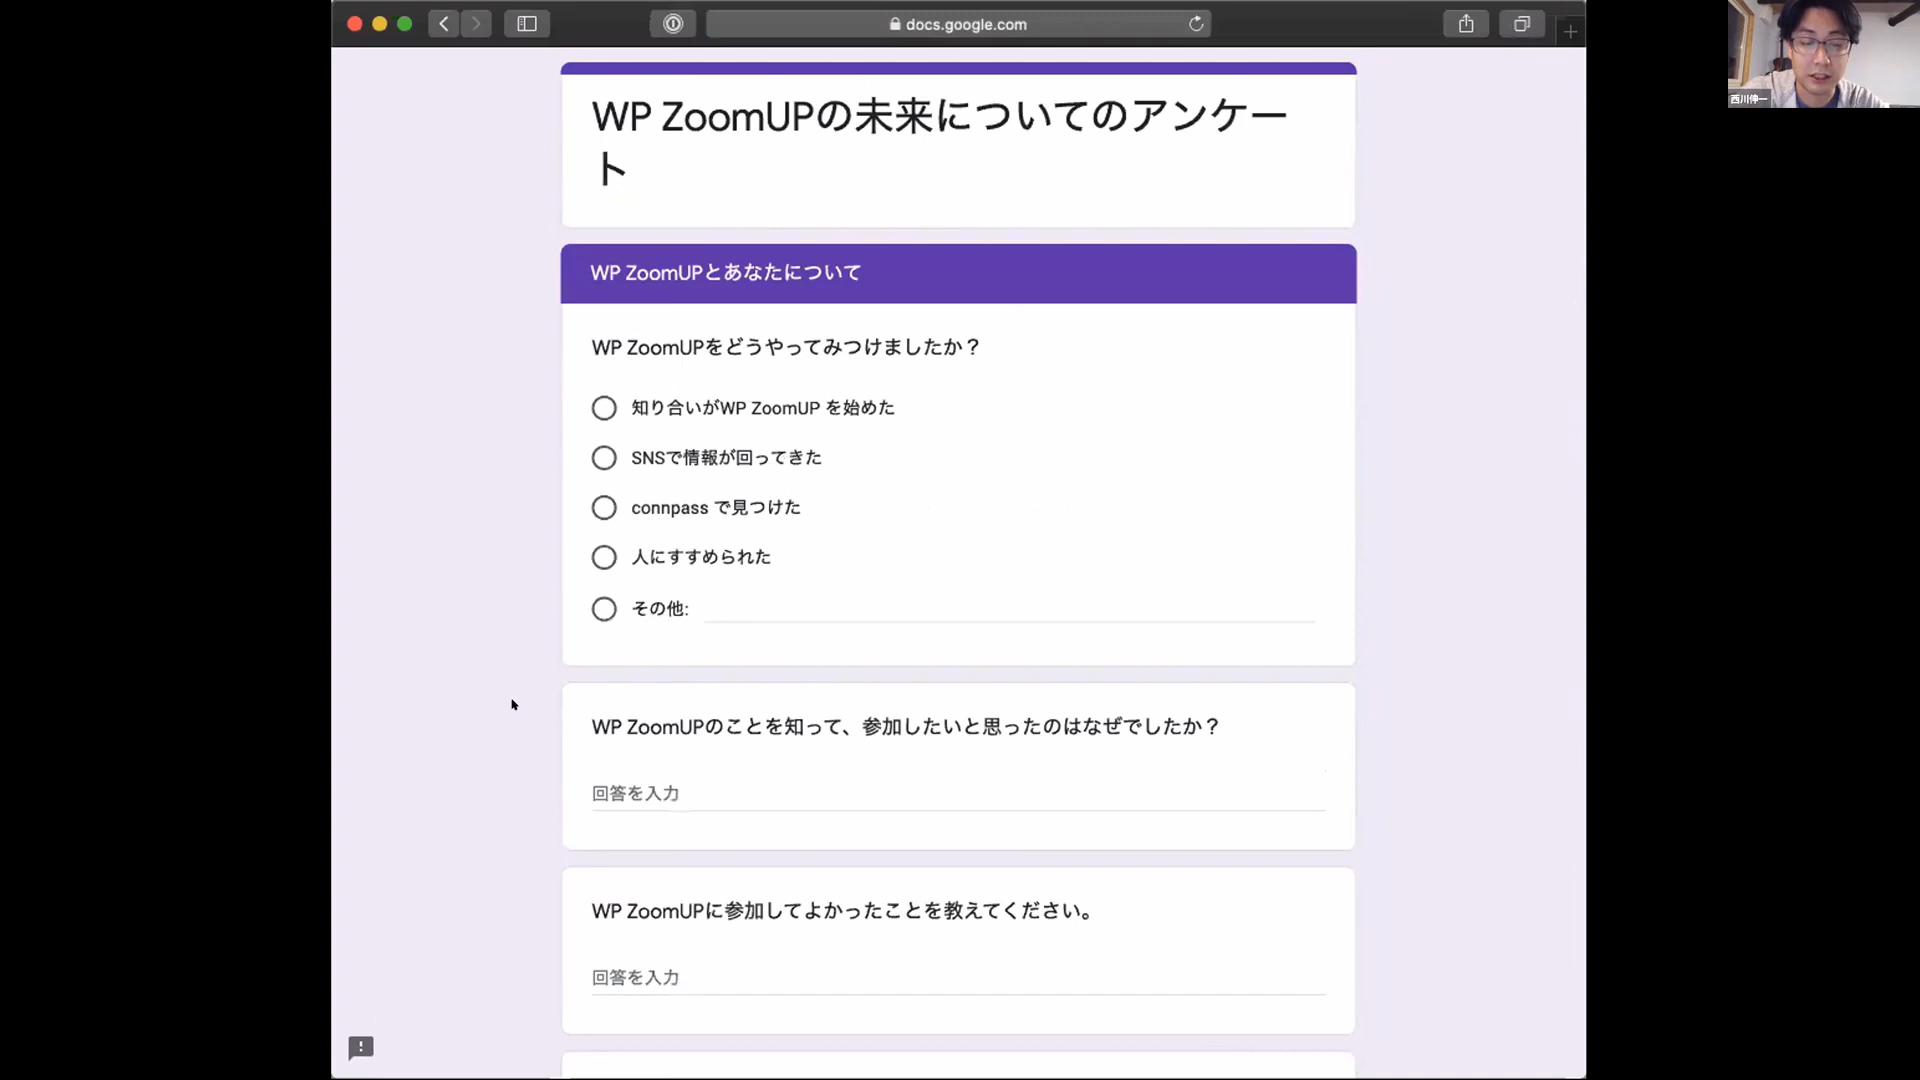 docs.google.com
西川伸一
WP ZoomUPの未来についてのアンケー
ト
WP ZoomUPとあなたについて
WP ZoomUPをどうやってみつけましたか？
知り合いがWP ZoomUP を始めた
SNSで情報が回ってきた
connpass で見つけた
人にすすめられた
その他:
WP ZoomUPのことを知って、参加したいと思ったのはなぜでしたか？
回答を入力
WP ZoomUPに参加してよかったことを教えてください。
回答を入力